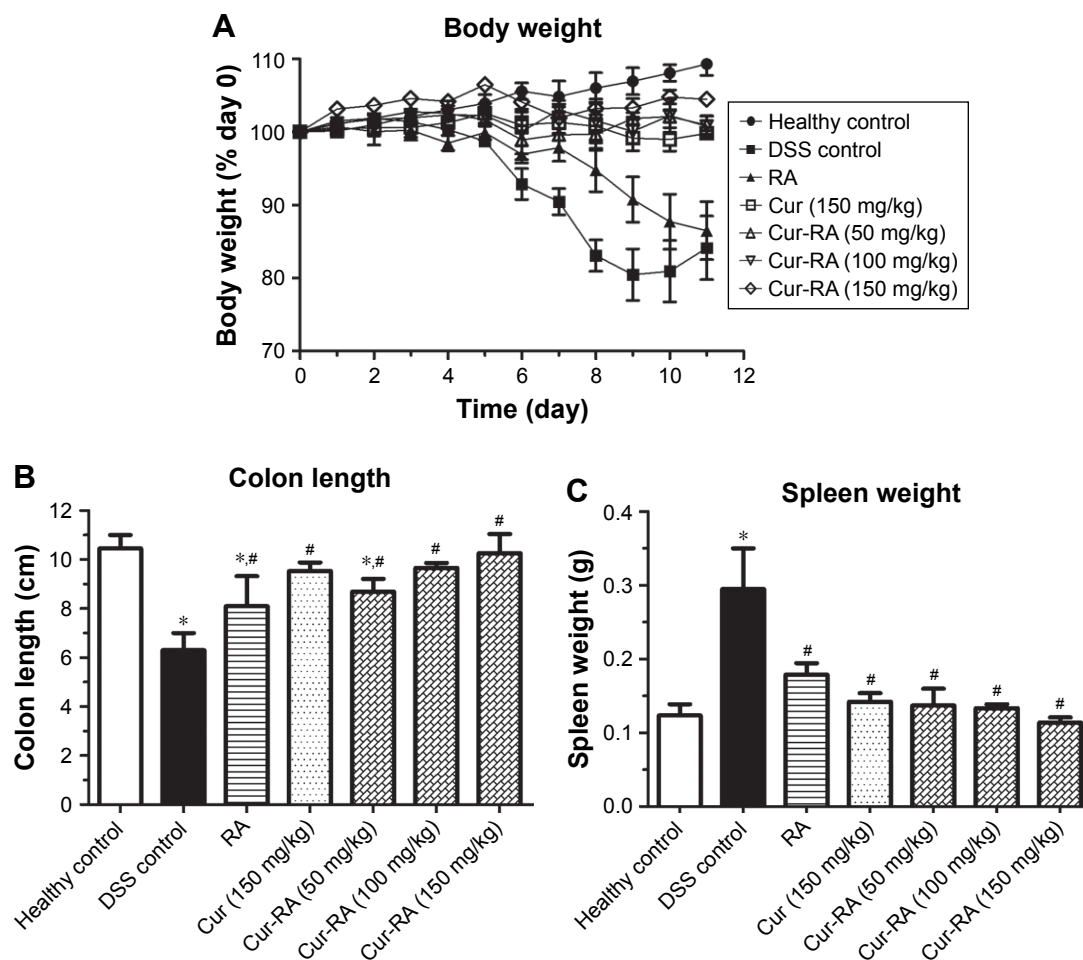 A
Body weight
110
100
90
80
70
Body weight (% day 0)
0
2
4
6
8
10
12
Time (day)
Healthy control
DSS control
RA
Cur (150 mg/kg)
Cur-RA (50 mg/kg)
Cur-RA (100 mg/kg)
Cur-RA (150 mg/kg)
B
Colon length
12
10
8
6
4
2
0
Colon length (cm)
*
*,#
#
*,#
#
#
Healthy control
DSS control
RA
Cur (150 mg/kg)
Cur-RA (50 mg/kg)
Cur-RA (100 mg/kg)
Cur-RA (150 mg/kg)
C
Spleen weight
0.4
0.3
0.2
0.1
0.0
Spleen weight (g)
*
#
#
#
#
#
Healthy control
DSS control
RA
Cur (150 mg/kg)
Cur-RA (50 mg/kg)
Cur-RA (100 mg/kg)
Cur-RA (150 mg/kg)